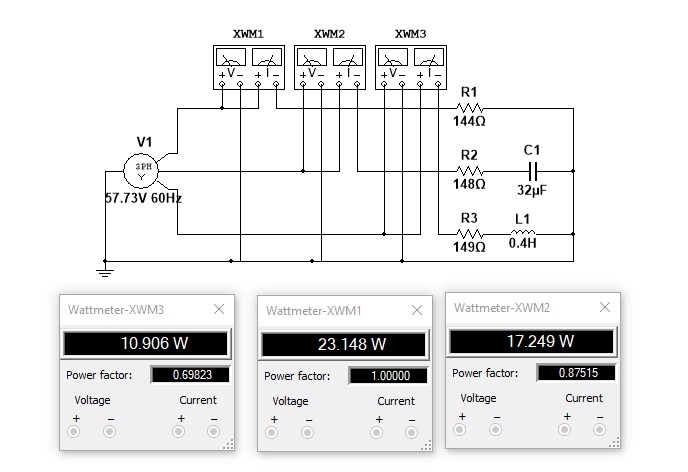 XWM1 XWM2 XWM3
+ V − + I − + V − + I − + V − + I −
R1
144Ω
V1
3PH
Y
57.73V 60Hz
R2
148Ω
C1
32µF
R3
149Ω
L1
0.4H
Wattmeter-XWM3
10.906 W
Power factor: 0.69823
Voltage Current
+ − + −
Wattmeter-XWM1
23.148 W
Power factor: 1.00000
Voltage Current
+ − + −
Wattmeter-XWM2
17.249 W
Power factor: 0.87515
Voltage Current
+ − + −